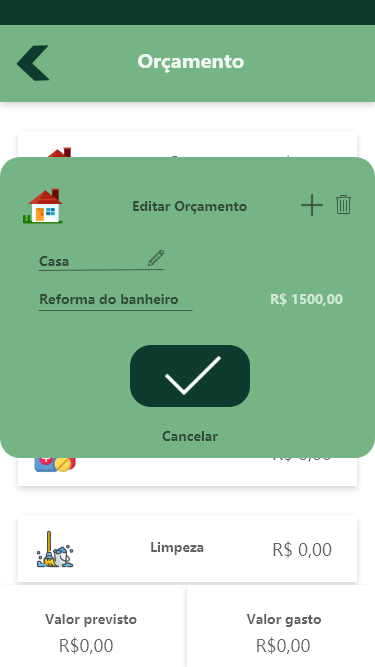 Orçamento
Editar Orçamento
Casa
Reforma do banheiro R$ 1500,00
Cancelar
R$ 0,00
Limpeza R$ 0,00
Valor previsto Valor gasto
R$0,00 R$0,00